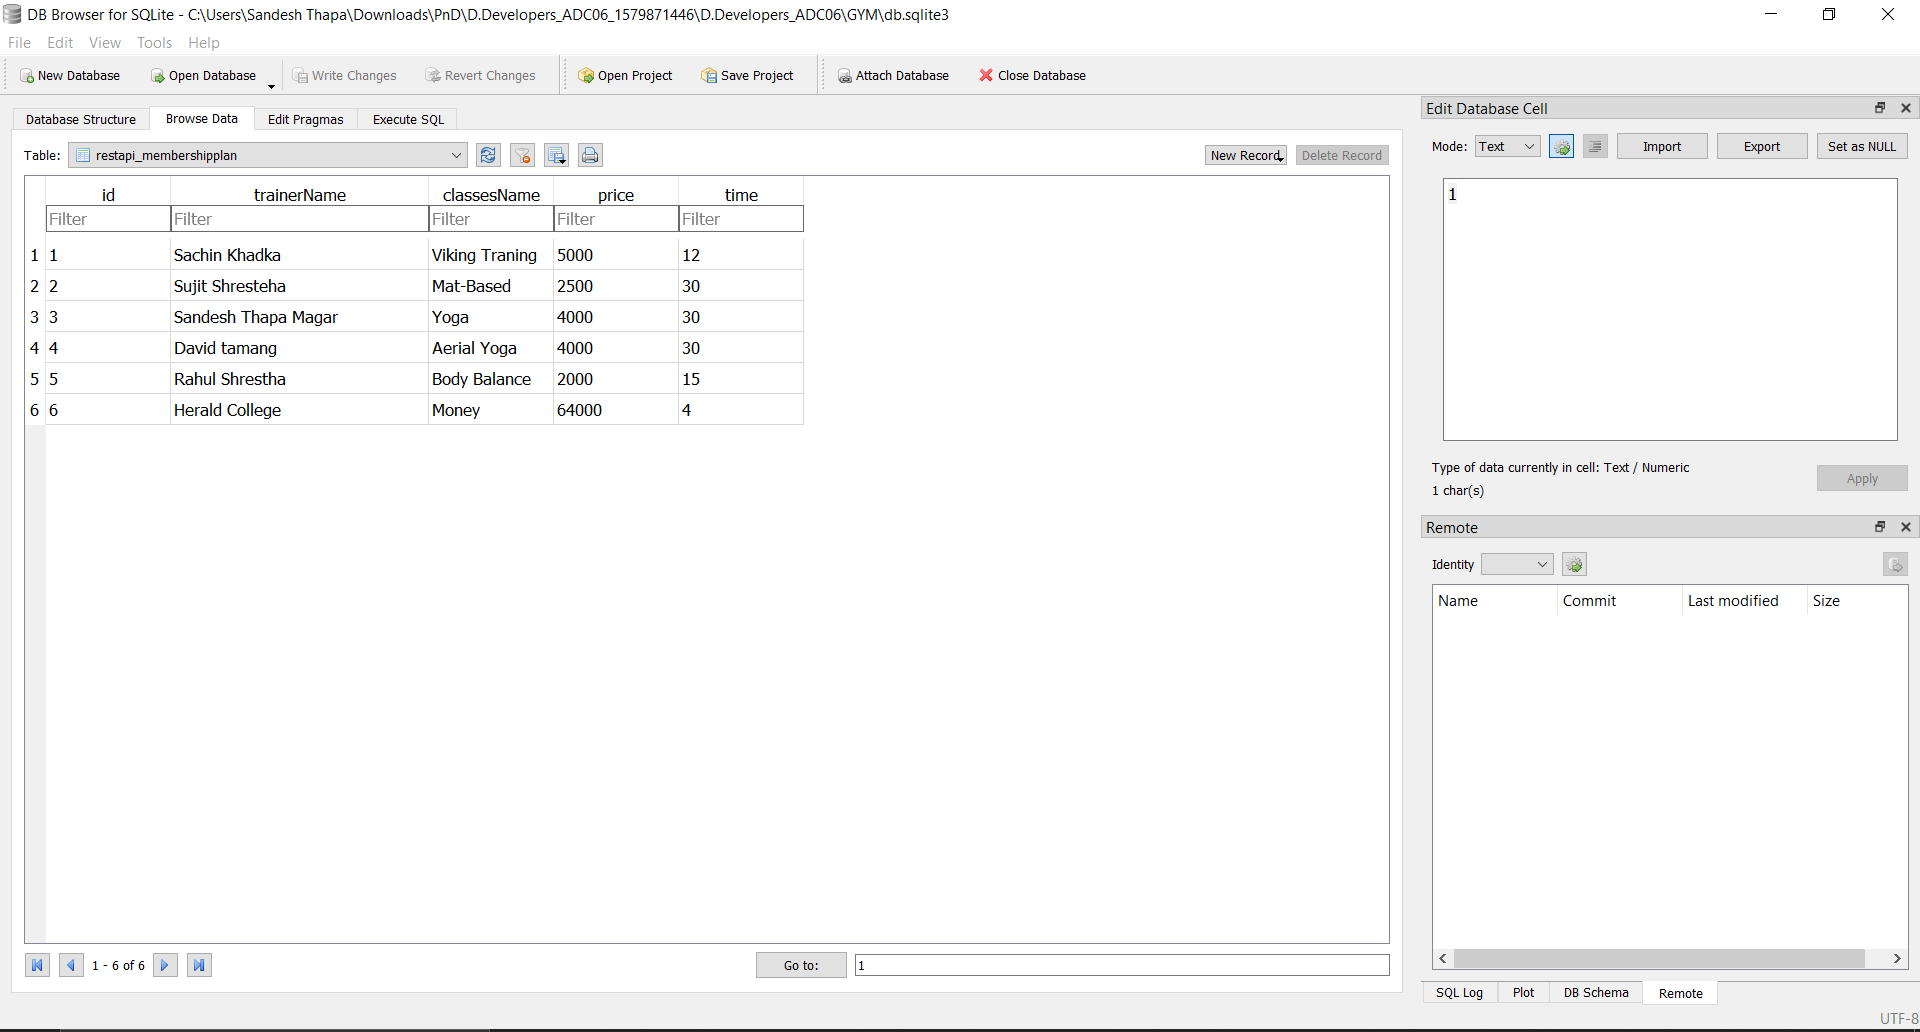 DB Browser for SQLite - C:\Users\Sandesh Thapa\Downloads\PnD\D.Developers_ADC06_1579871446\D.Developers_ADC06\GYM\db.sqlite3
File Edit View Tools Help
New Database Open Database Write Changes Revert Changes Open Project Save Project Attach Database Close Database
Database Structure Browse Data Edit Pragmas Execute SQL
Table: restapi_membershipplan New Record Delete Record
id trainerName classesName price time
Filter Filter Filter Filter Filter
1 1 Sachin Khadka Viking Traning 5000 12
2 2 Sujit Shresteha Mat-Based 2500 30
3 3 Sandesh Thapa Magar Yoga 4000 30
4 4 David tamang Aerial Yoga 4000 30
5 5 Rahul Shrestha Body Balance 2000 15
6 6 Herald College Money 64000 4
1 - 6 of 6 Go to: 1
Edit Database Cell
Mode: Text Import Export Set as NULL
1
Type of data currently in cell: Text / Numeric
1 char(s)
Apply
Remote
Identity
Name Commit Last modified Size
SQL Log Plot DB Schema Remote
UTF-8